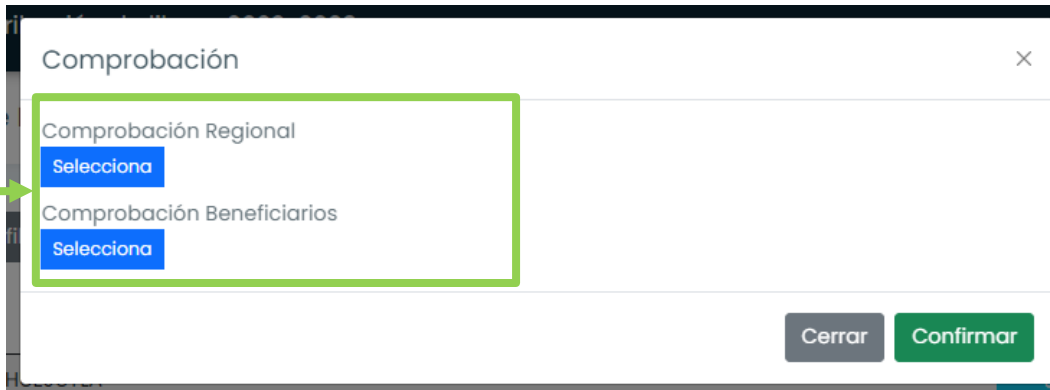 Comprobación
Comprobación Regional
Selecciona
Comprobación Beneficiarios
Selecciona
Cerrar
Confirmar